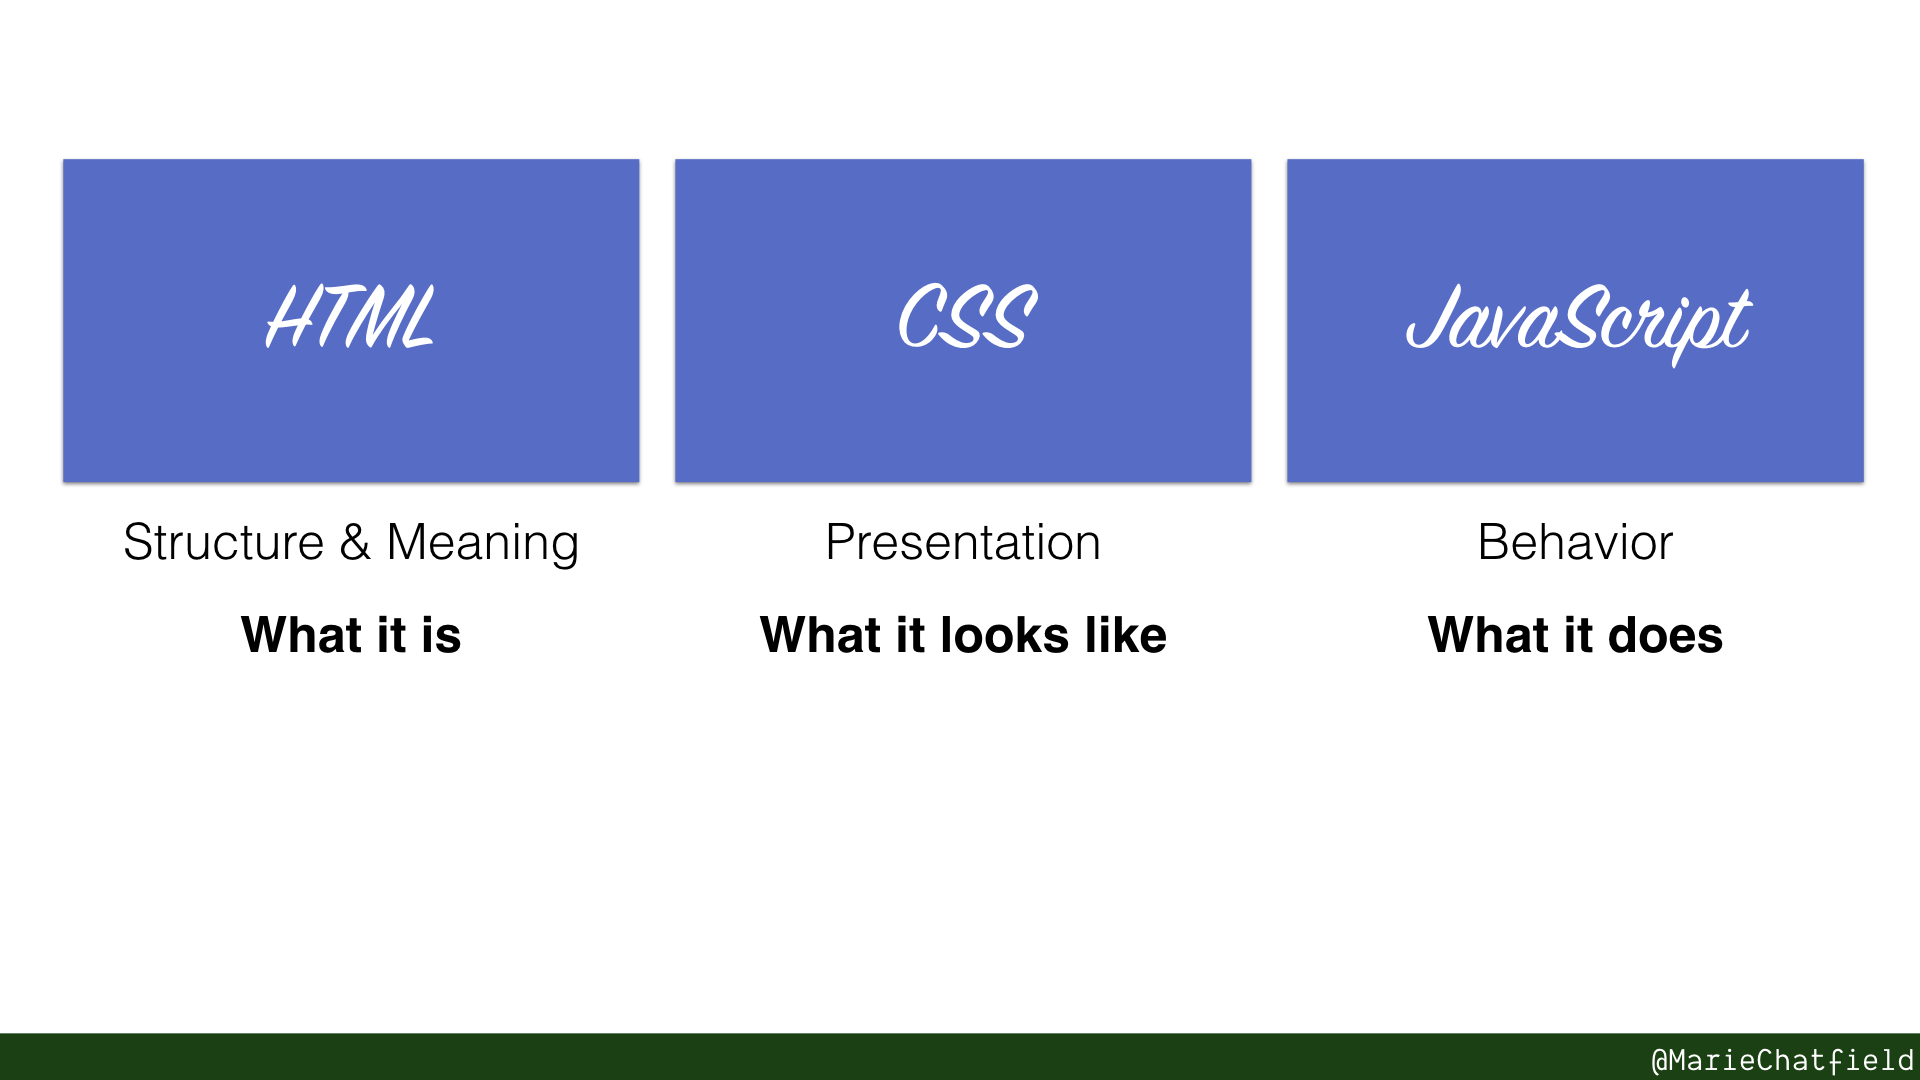 HTML
CSS
JavaScript
Structure & Meaning
Presentation
Behavior
What it is
What it looks like
What it does
@MarieChatfield